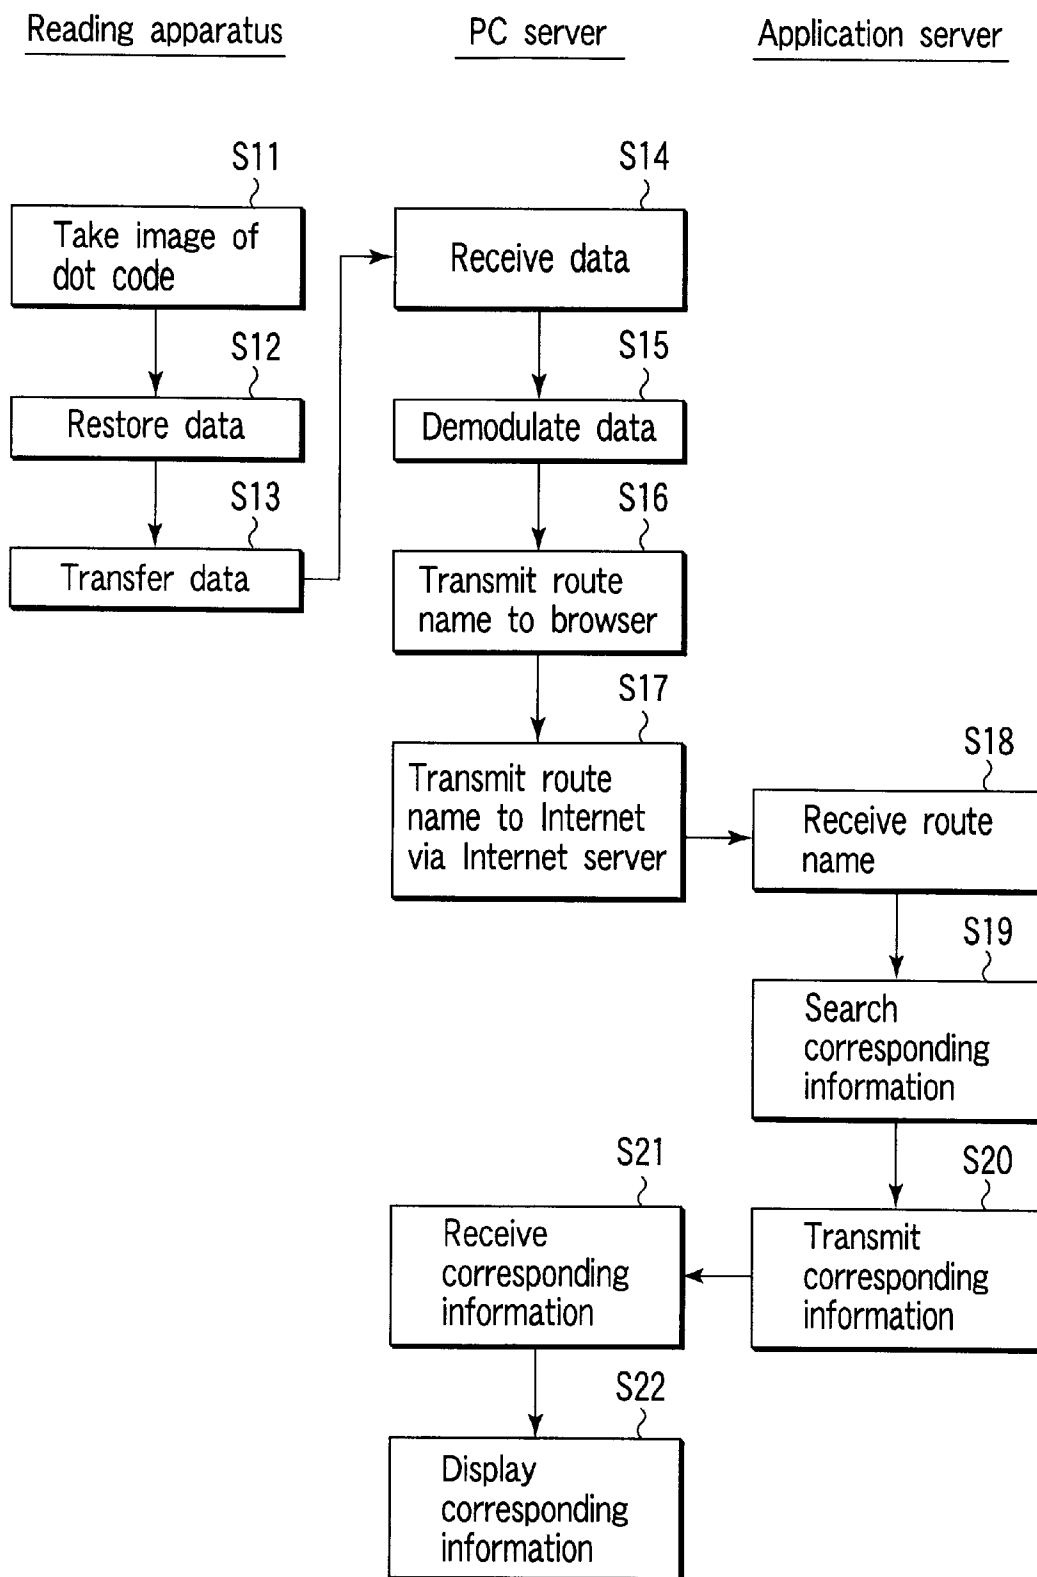 Reading apparatus
PC server
Application server
S11
Take image of
dot code
S12
Restore data
S13
Transfer data
S14
Receive data
S15
Demodulate data
S16
Transmit route
name to browser
S17
Transmit route
name to Internet
via Internet server
S18
Receive route
name
S19
Search
corresponding
information
S20
Transmit
corresponding
information
S21
Receive
corresponding
information
S22
Display
corresponding
information